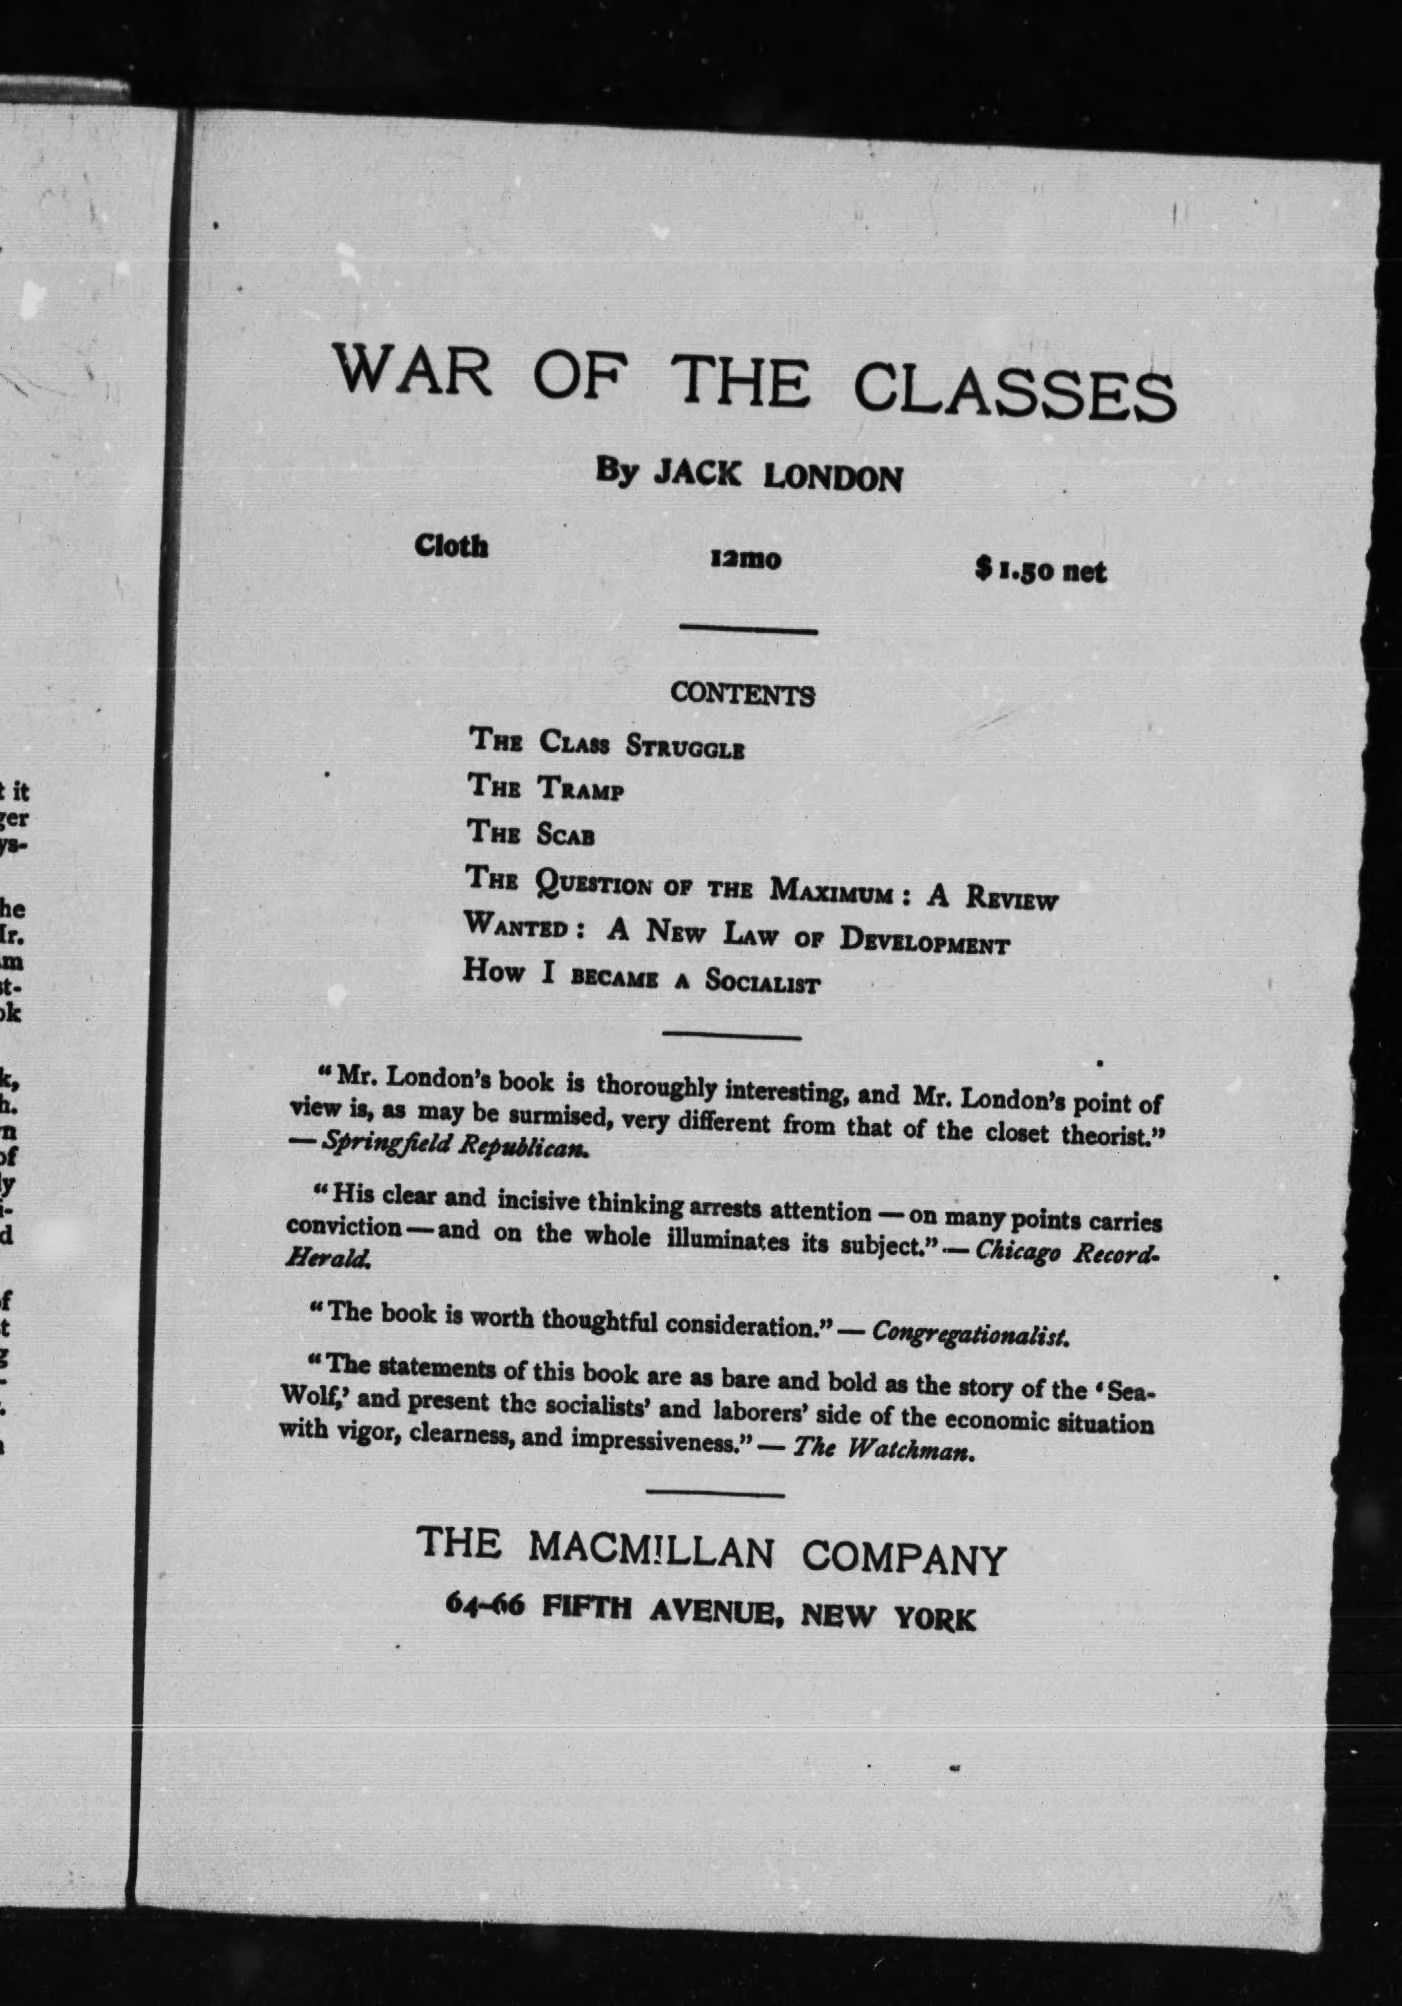 WAR OF THE CLASSES
By JACK LONDON
Cloth 12mo $1.50 net
CONTENTS
The Class Struggle
The Tramp
The Scab
The Question of the Maximum: A Review
Wanted: A New Law of Development
How I became a Socialist
“Mr. London’s book is thoroughly interesting, and Mr. London’s point of
view is, as may be surmised, very different from that of the closet theorist.”
— Springfield Republican.
“His clear and incisive thinking arrests attention — on many points carries
conviction — and on the whole illuminates its subject.” — Chicago Record-
Herald.
“The book is worth thoughtful consideration.” — Congregationalist.
“The statements of this book are as bare and bold as the story of the ‘Sea-
Wolf,’ and present the socialists’ and laborers’ side of the economic situation
with vigor, clearness, and impressiveness.” — The Watchman.
THE MACMILLAN COMPANY
64-66 FIFTH AVENUE, NEW YORK